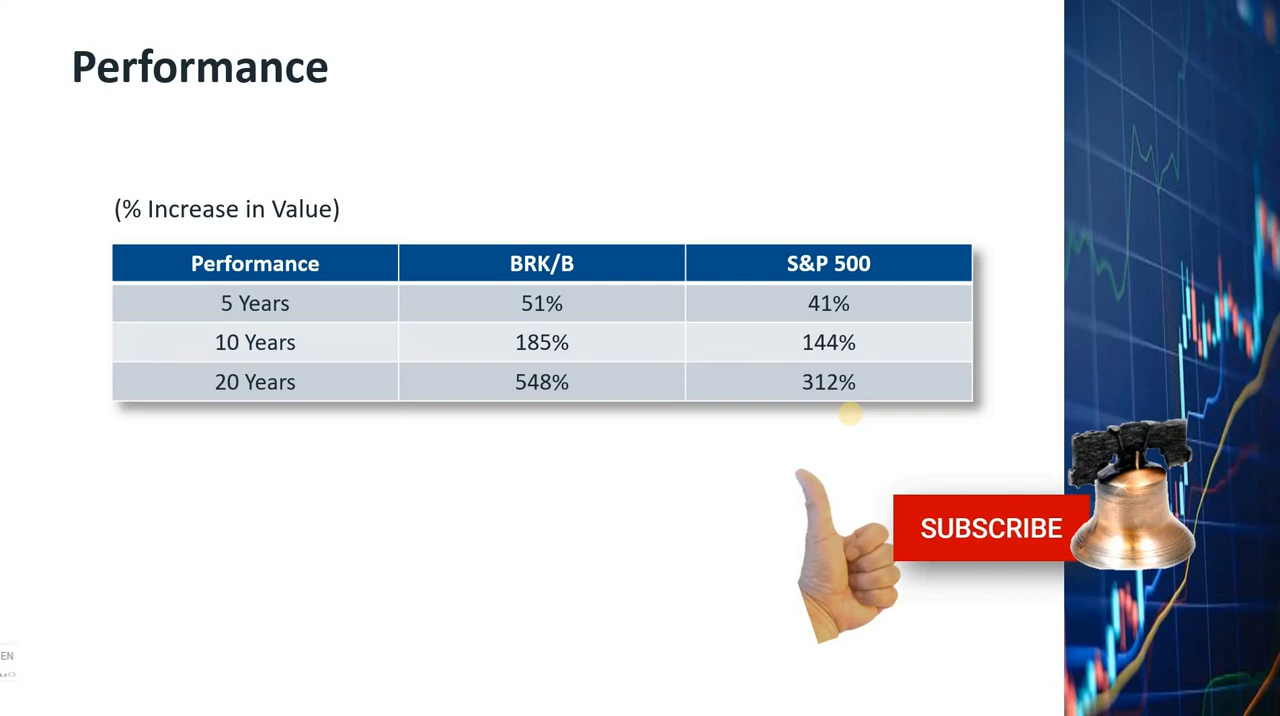 Performance
(% Increase in Value)
Performance BRK/B S&P 500
5 Years 51% 41%
10 Years 185% 144%
20 Years 548% 312%
SUBSCRIBE
EN